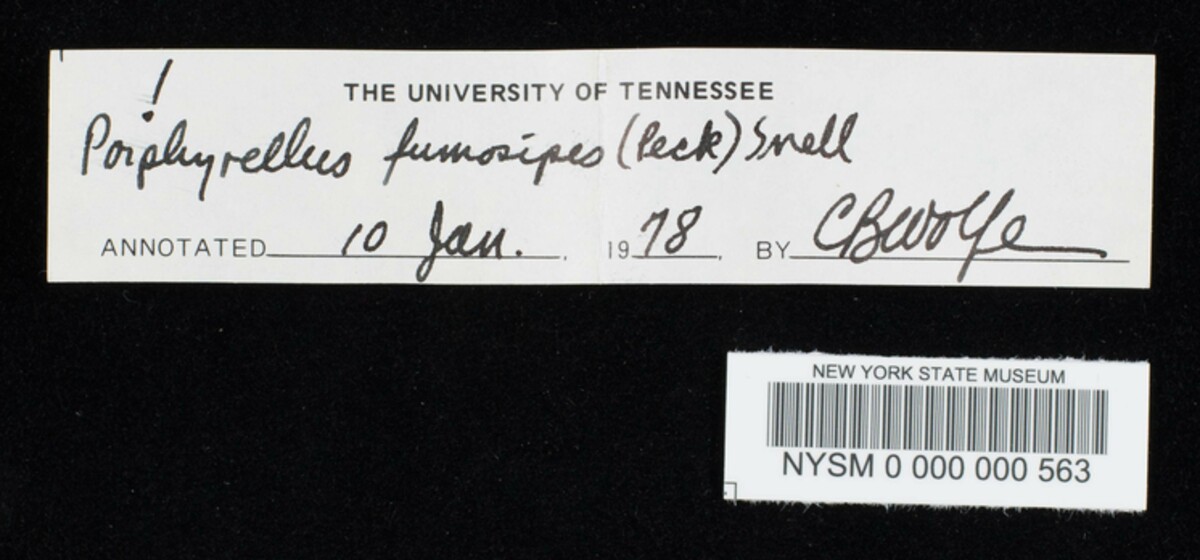 !
THE UNIVERSITY OF TENNESSEE
Porphyrellus fumosipes (Peck) Snell
ANNOTATED 10 Jan. , 1978 , BY CBWolfe
NEW YORK STATE MUSEUM
NYSM 0 000 000 563